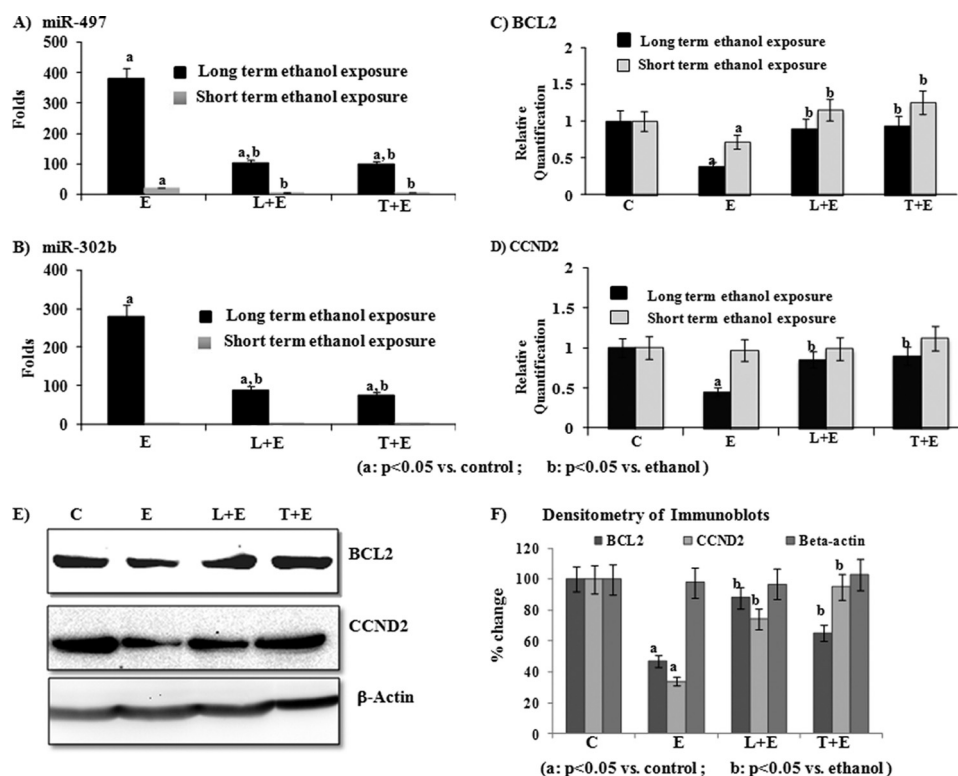 A) miR-497
500
400
300
200
100
0
Folds
a
a
a,b
b
a,b
b
Long term ethanol exposure
Short term ethanol exposure
E L+E T+E
B) miR-302b
400
300
200
100
0
Folds
a
a,b
a,b
Long term ethanol exposure
Short term ethanol exposure
E L+E T+E
C) BCL2
2
1.5
1
0.5
0
Relative
Quantification
Long term ethanol exposure
Short term ethanol exposure
a
a
b
b
b
b
C E L+E T+E
D) CCND2
2
1.5
1
0.5
0
Relative
Quantification
Long term ethanol exposure
Short term ethanol exposure
a
b
b
C E L+E T+E
(a: p<0.05 vs. control ; b: p<0.05 vs. ethanol )
E)
C E L+E T+E
BCL2
CCND2
β-Actin
F) Densitometry of Immunoblots
BCL2 CCND2 Beta-actin
120
100
80
60
40
20
0
% change
a
a
b
b
b
b
C E L+E T+E
(a: p<0.05 vs. control ; b: p<0.05 vs. ethanol )